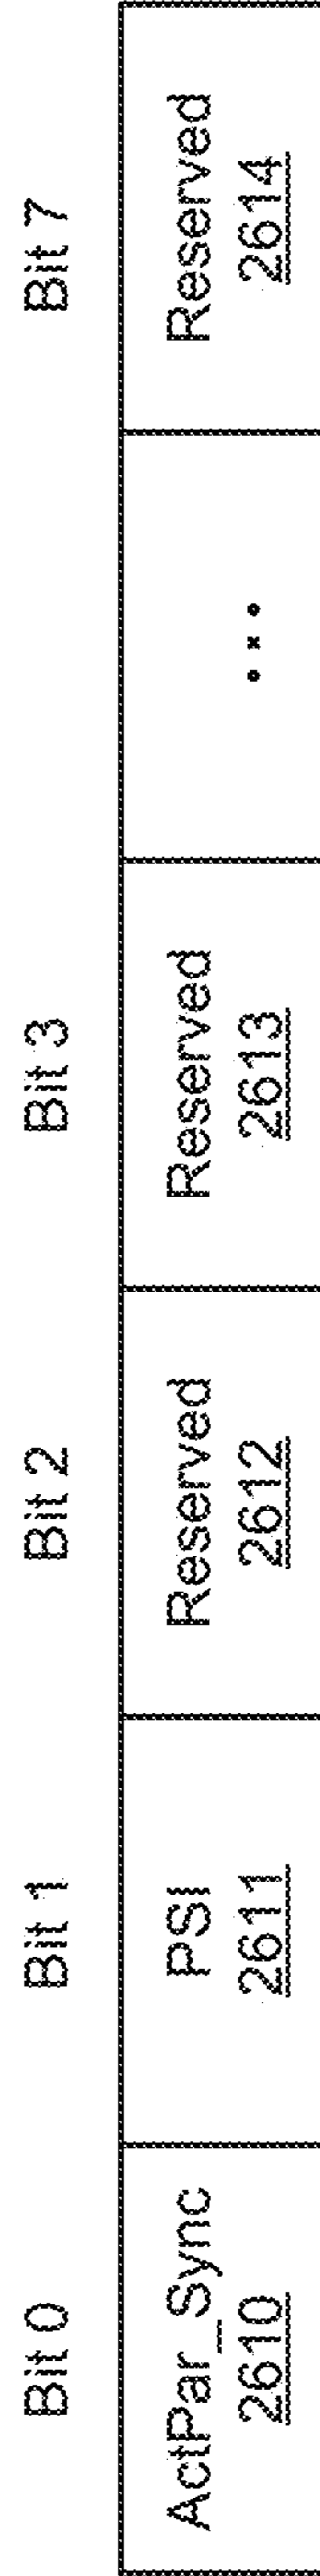 Bit 0 Bit 1 Bit 2 Bit 3 Bit 7
ActPar_Sync PSI Reserved Reserved ... Reserved
2610 2611 2612 2613 2614